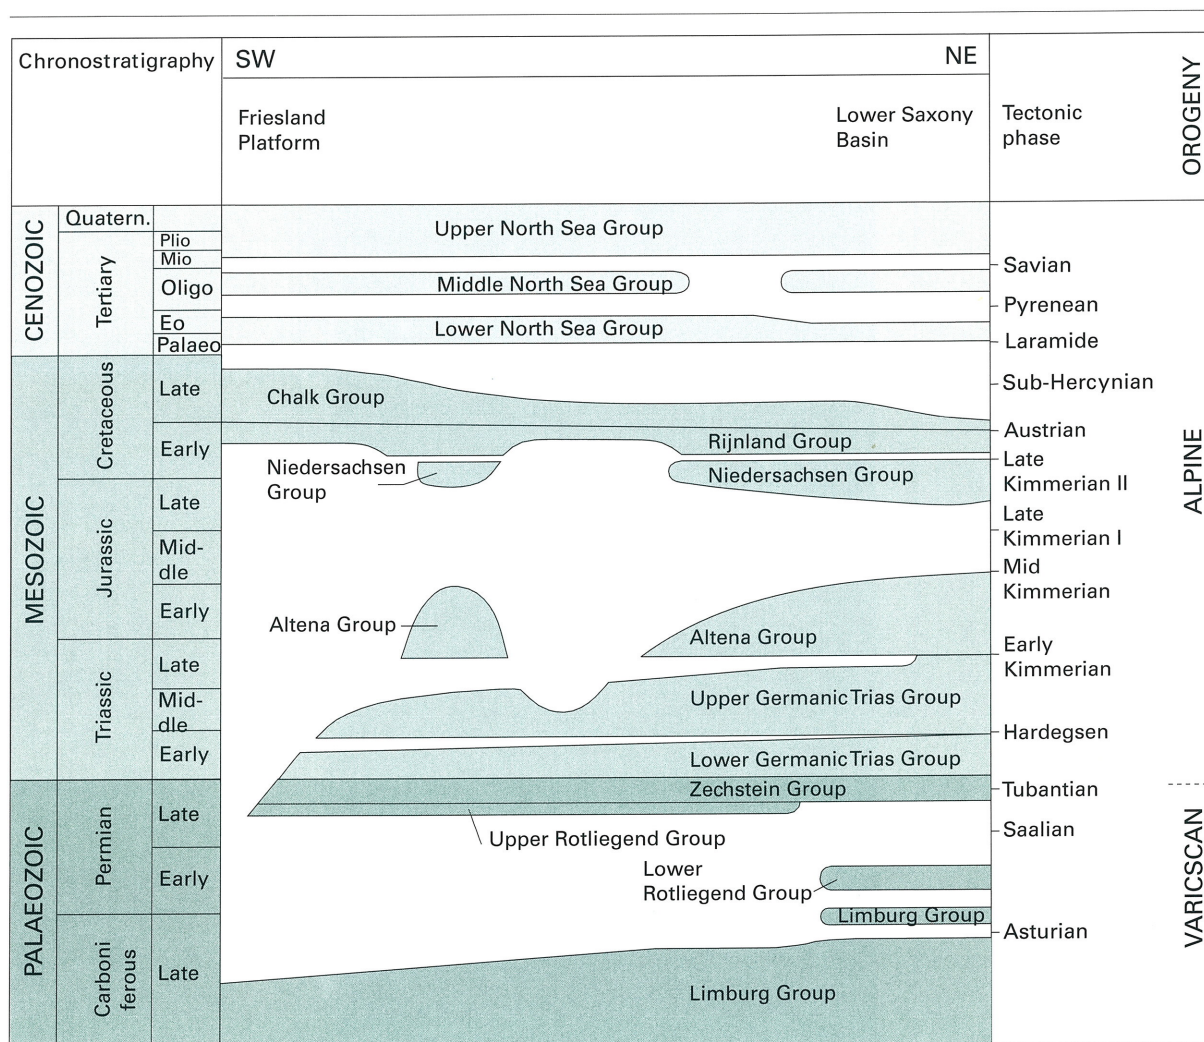 Chronostratigraphy
SW
NE
Friesland
Platform
Lower Saxony
Basin
Tectonic
phase
OROGENY
CENOZOIC
Quatern.
Tertiary
Plio
Mio
Oligo
Eo
Palaeo
Upper North Sea Group
Middle North Sea Group
Lower North Sea Group
Savian
Pyrenean
Laramide
MESOZOIC
Cretaceous
Late
Early
Chalk Group
Rijnland Group
Niedersachsen
Group
Niedersachsen Group
Sub-Hercynian
Austrian
Late
Kimmerian II
ALPINE
Jurassic
Late
Mid-
dle
Early
Altena Group
Altena Group
Late
Kimmerian I
Mid
Kimmerian
Triassic
Late
Mid-
dle
Early
Upper Germanic Trias Group
Lower Germanic Trias Group
Early
Kimmerian
Hardegsen
PALAEOZOIC
Permian
Late
Early
Zechstein Group
Upper Rotliegend Group
Lower
Rotliegend Group
Tubantian
Saalian
VARICSCAN
Carboni
ferous
Late
Limburg Group
Limburg Group
Asturian